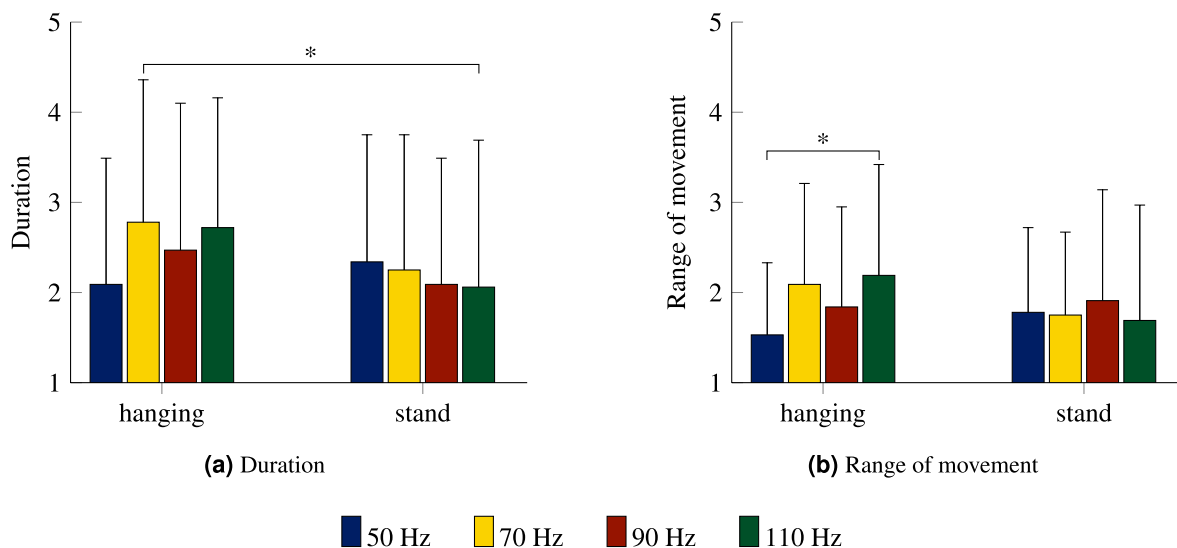 5
4
3
2
1
Duration
*
hanging
stand
(a) Duration
5
4
3
2
1
Range of movement
*
hanging
stand
(b) Range of movement
50 Hz 70 Hz 90 Hz 110 Hz